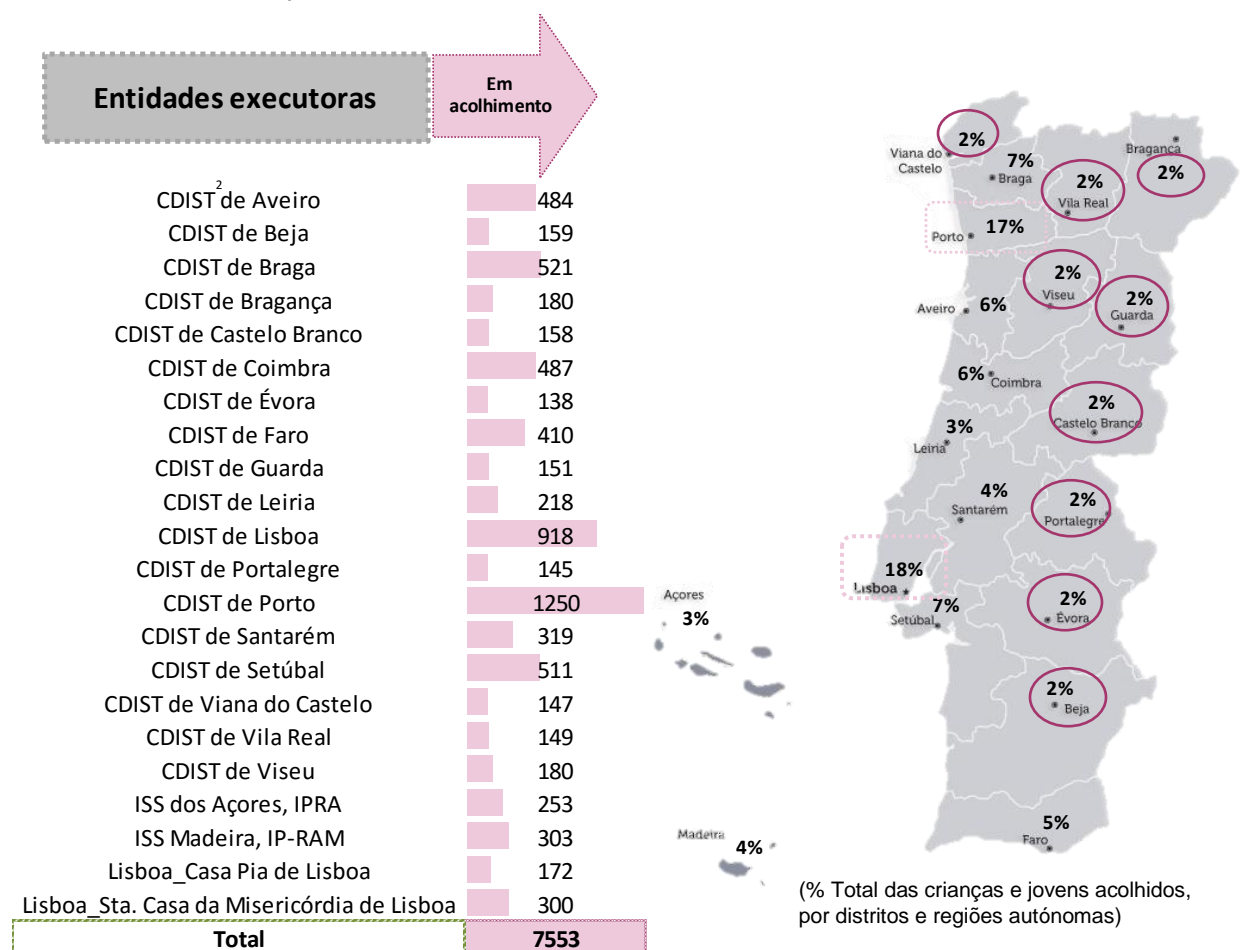 Entidades executoras
Em
acolhimento
CDIST2 de Aveiro 484
CDIST de Beja 159
CDIST de Braga 521
CDIST de Bragança 180
CDIST de Castelo Branco 158
CDIST de Coimbra 487
CDIST de Évora 138
CDIST de Faro 410
CDIST de Guarda 151
CDIST de Leiria 218
CDIST de Lisboa 918
CDIST de Portalegre 145
CDIST de Porto 1250
CDIST de Santarém 319
CDIST de Setúbal 511
CDIST de Viana do Castelo 147
CDIST de Vila Real 149
CDIST de Viseu 180
ISS dos Açores, IPRA 253
ISS Madeira, IP-RAM 303
Lisboa_Casa Pia de Lisboa 172
Lisboa_Sta. Casa da Misericórdia de Lisboa 300
Total 7553
Açores
3%
Madeira
4%
2%
Viana do
Castelo
7%
Braga
Bragança
2%
2%
Vila Real
17%
Porto
2%
Viseu
2%
Guarda
Aveiro 6%
6% Coimbra
2%
Castelo Branco
3%
Leiria
4%
Santarém
2%
Portalegre
18%
Lisboa
7%
Setúbal
2%
Évora
2%
Beja
5%
Faro
(% Total das crianças e jovens acolhidos,
por distritos e regiões autónomas)